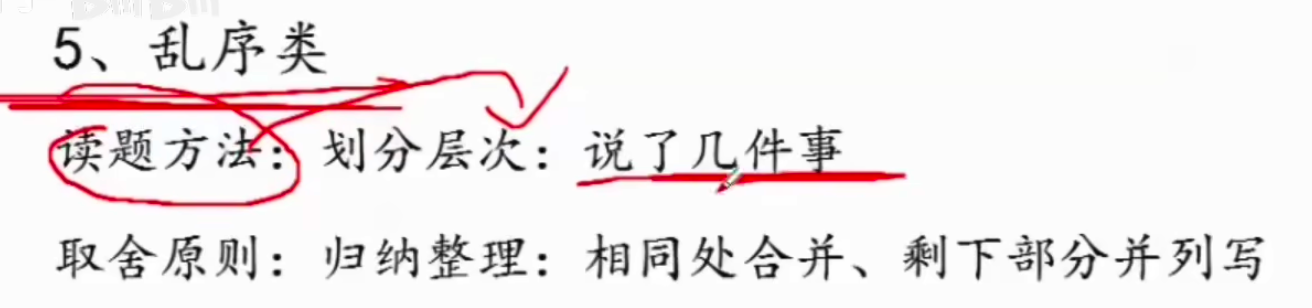 5、乱序类
读题方法：划分层次：说了几件事
取舍原则：归纳整理：相同处合并、剩下部分并列写